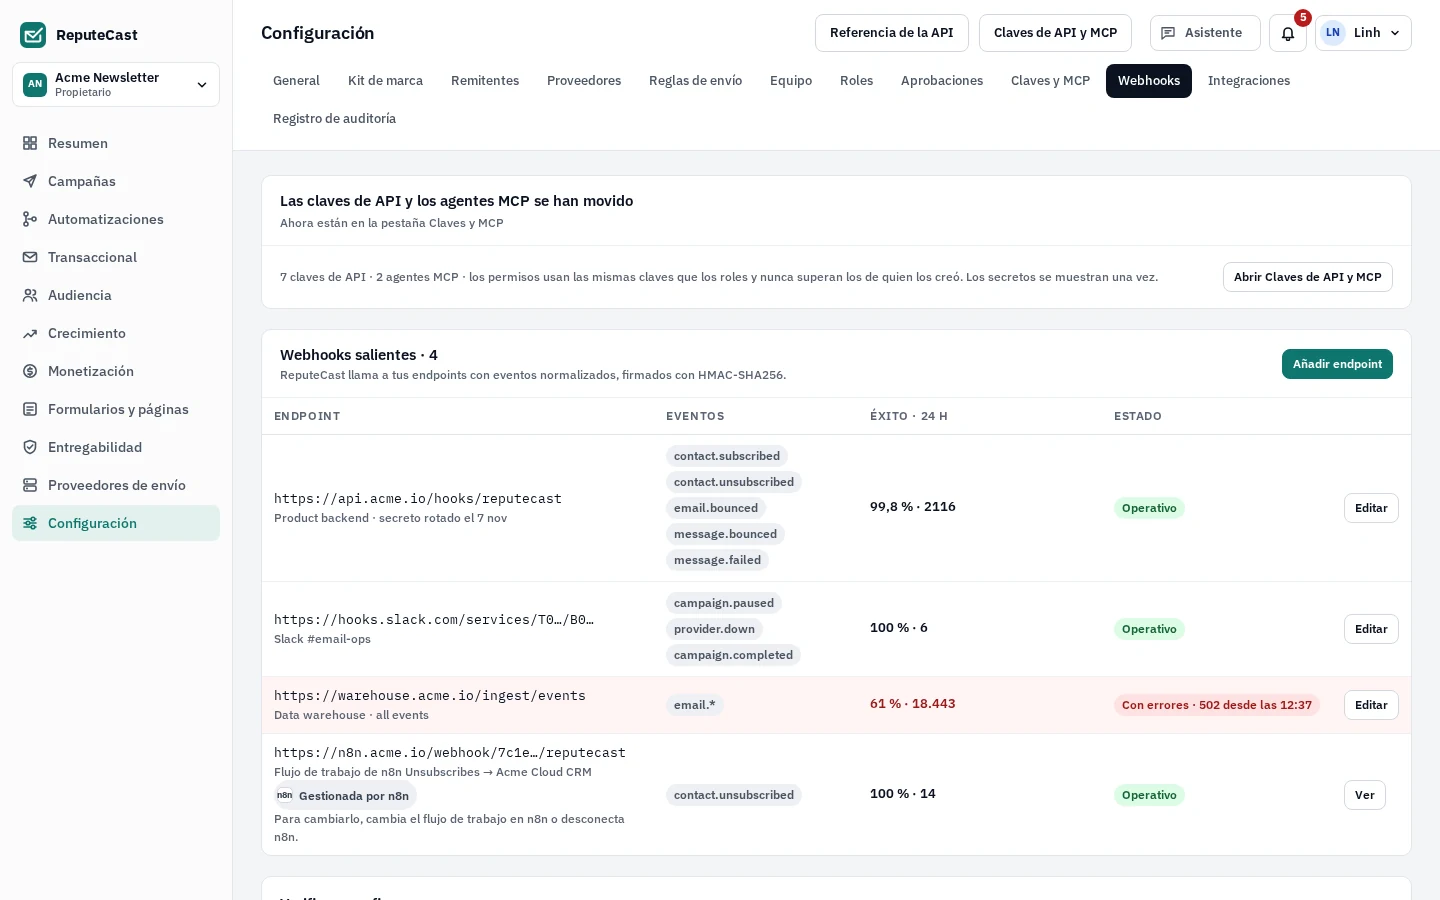 ReputeCast
AN
Acme Newsletter
Propietario
Resumen
Campañas
Automatizaciones
Transaccional
Audiencia
Crecimiento
Monetización
Formularios y páginas
Entregabilidad
Proveedores de envío
Configuración
Configuración
Referencia de la API
Claves de API y MCP
Asistente
5
LN
Linh
General
Kit de marca
Remitentes
Proveedores
Reglas de envío
Equipo
Roles
Aprobaciones
Claves y MCP
Webhooks
Integraciones
Registro de auditoría
Las claves de API y los agentes MCP se han movido
Ahora están en la pestaña Claves y MCP
7 claves de API · 2 agentes MCP · los permisos usan las mismas claves que los roles y nunca superan los de quien los creó. Los secretos se muestran una vez.
Abrir Claves de API y MCP
Webhooks salientes · 4
ReputeCast llama a tus endpoints con eventos normalizados, firmados con HMAC-SHA256.
Añadir endpoint
ENDPOINT
EVENTOS
ÉXITO · 24 H
ESTADO
https://api.acme.io/hooks/reputecast
Product backend · secreto rotado el 7 nov
contact.subscribed
contact.unsubscribed
email.bounced
message.bounced
message.failed
99,8 % · 2116
Operativo
Editar
https://hooks.slack.com/services/T0…/B0…
Slack #email-ops
campaign.paused
provider.down
campaign.completed
100 % · 6
Operativo
Editar
https://warehouse.acme.io/ingest/events
Data warehouse · all events
email.*
61 % · 18.443
Con errores · 502 desde las 12:37
Editar
https://n8n.acme.io/webhook/7c1e…/reputecast
Flujo de trabajo de n8n Unsubscribes → Acme Cloud CRM
n8n
Gestionada por n8n
Para cambiarlo, cambia el flujo de trabajo en n8n o desconecta
n8n.
contact.unsubscribed
100 % · 14
Operativo
Ver